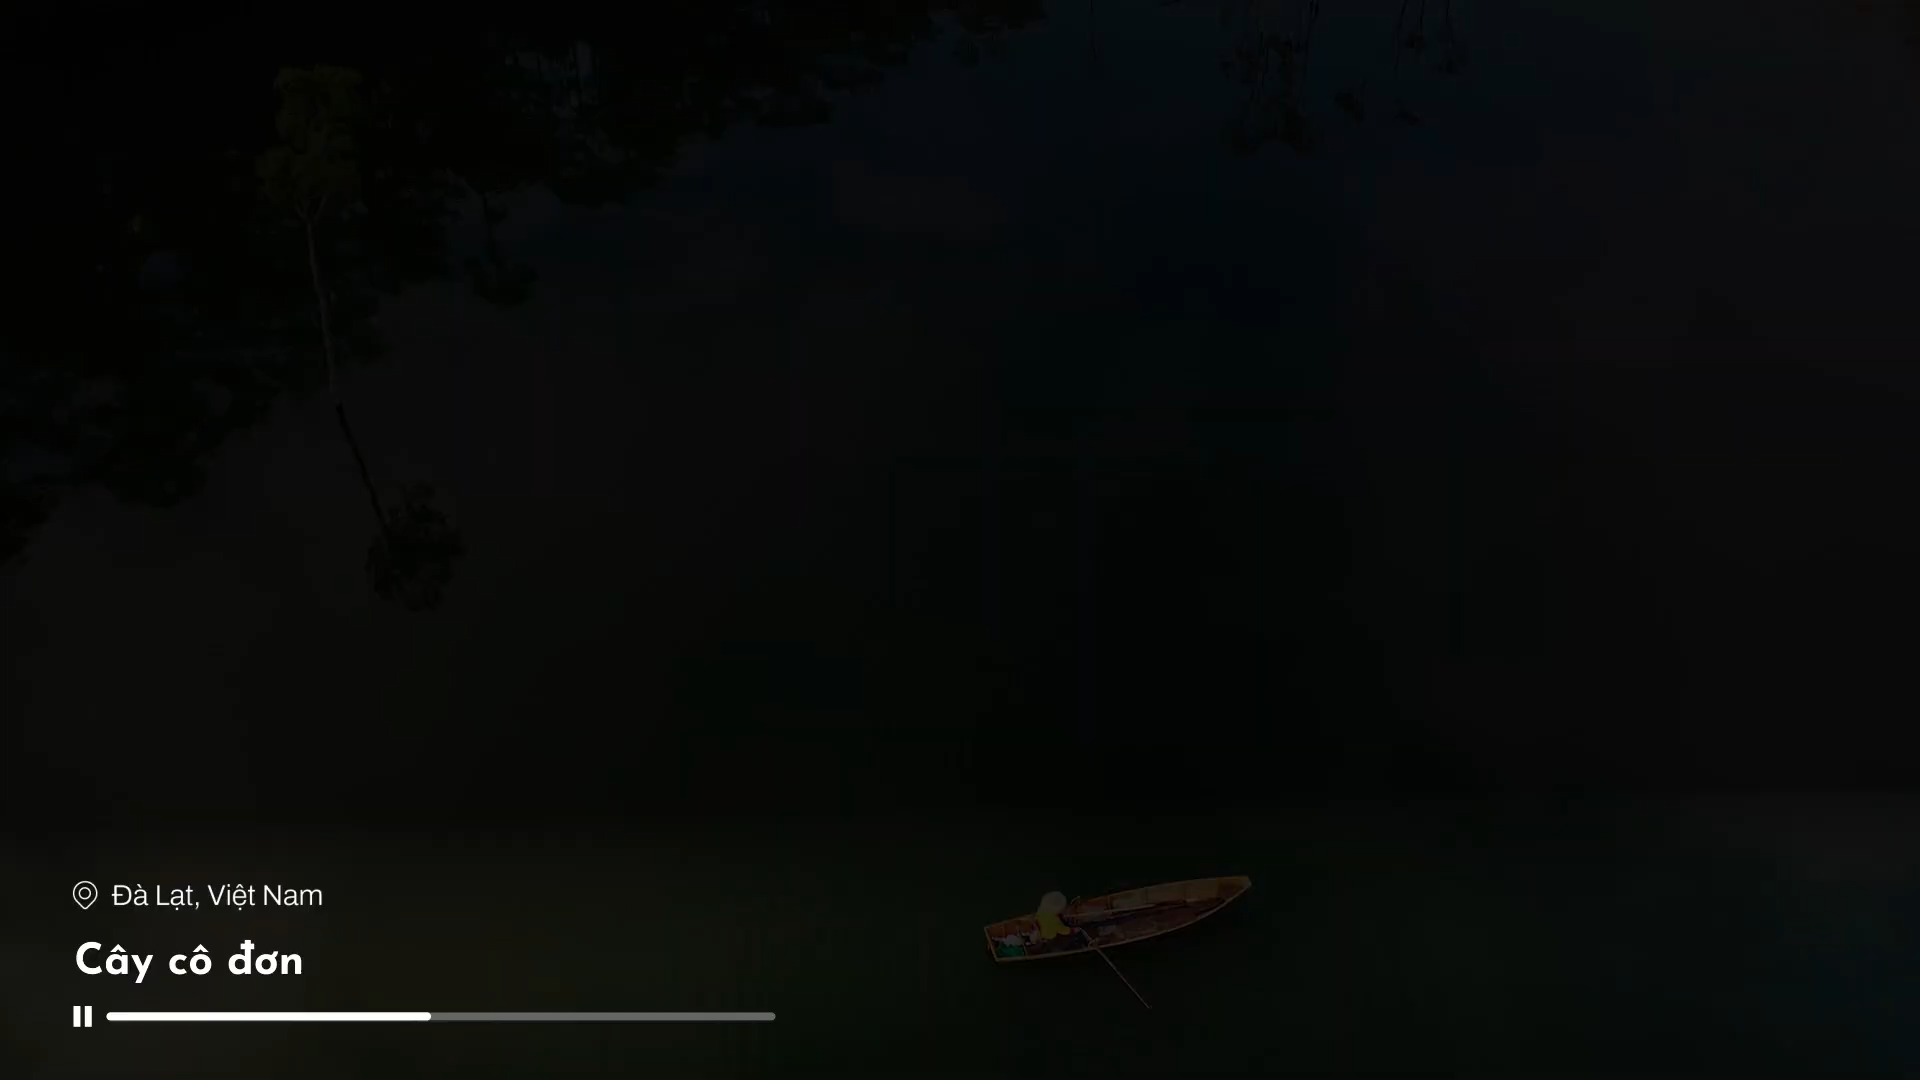 Đà Lạt, Việt Nam
Cây cô đơn